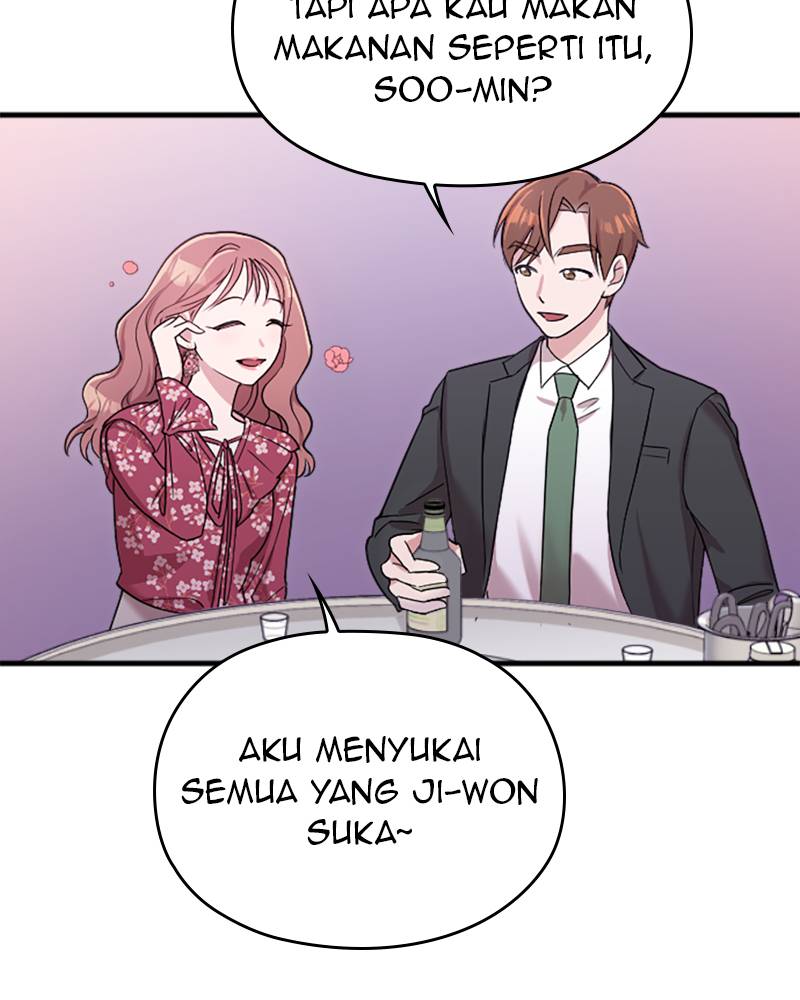 TAPI APA KAU MAKAN
MAKANAN SEPERTI ITU,
SOO-MIN?
AKU MENYUKAI
SEMUA YANG JI-WON
SUKA~